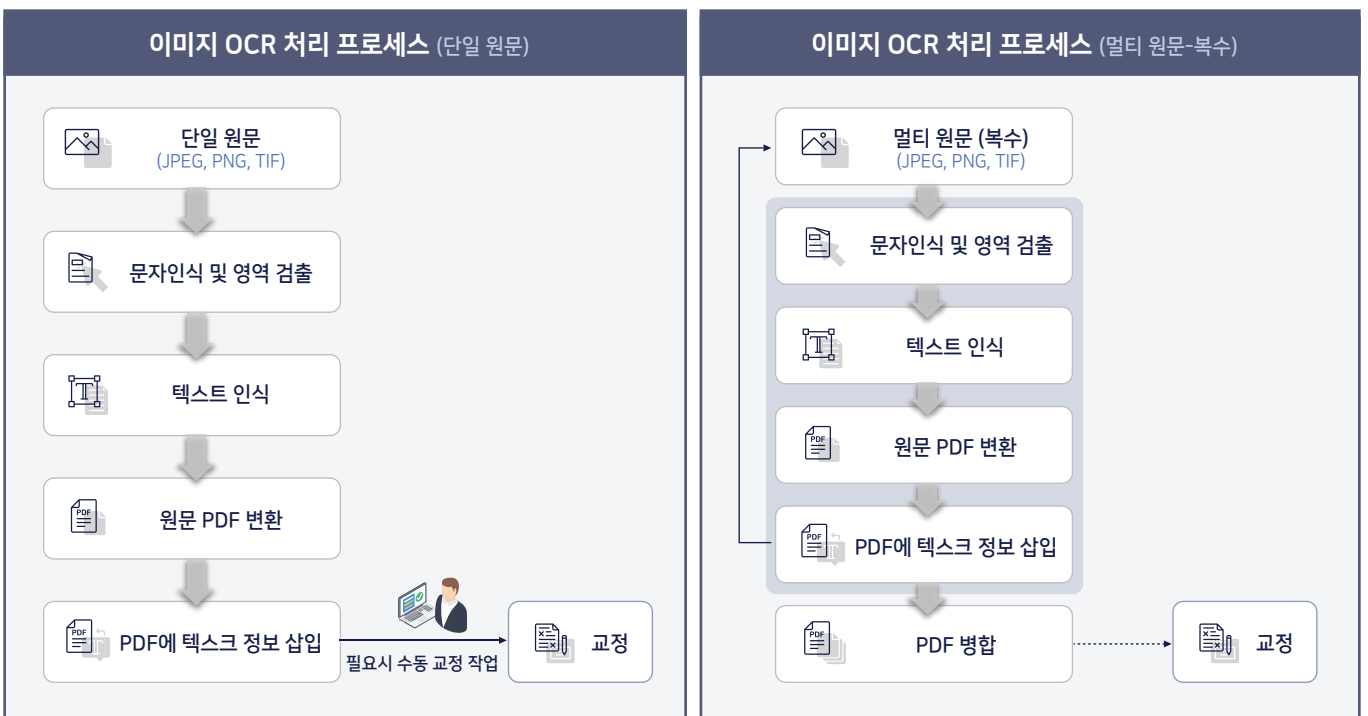 이미지 OCR 처리 프로세스 (단일 원문)
단일 원문
(JPEG, PNG, TIF)
문자인식 및 영역 검출
텍스트 인식
PDF
원문 PDF 변환
PDF
PDF에 텍스크 정보 삽입
필요시 수동 교정 작업
교정
이미지 OCR 처리 프로세스 (멀티 원문-복수)
멀티 원문 (복수)
(JPEG, PNG, TIF)
문자인식 및 영역 검출
텍스트 인식
PDF
원문 PDF 변환
PDF
PDF에 텍스크 정보 삽입
PDF
PDF 병합
교정